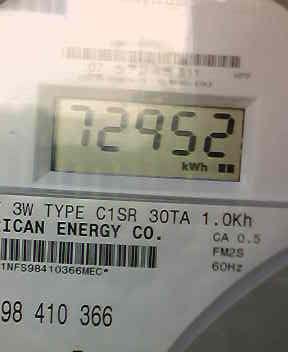 72952
kWh
3W TYPE C1SR 30TA 1.0Kh
RICAN ENERGY CO.
CA 0.5
FM2S
1NFS98410366MEC*
60Hz
98 410 366